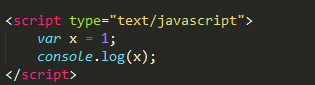 <script type="text/javascript">
    var x = 1;
    console.log(x);
</script>